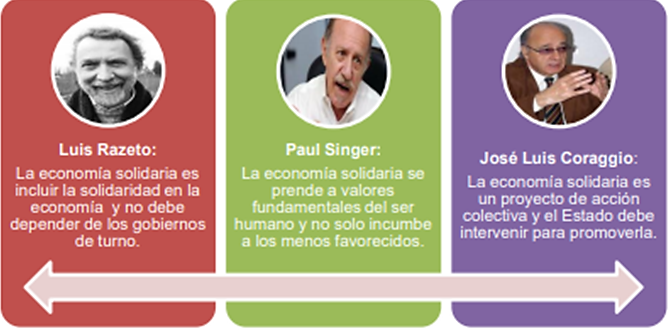 Luis Razeto:
La economía solidaria es
incluir la solidaridad en la
economía y no debe
depender de los gobiernos
de turno.
Paul Singer:
La economía solidaria se
prende a valores
fundamentales del ser
humano y no solo incumbe
a los menos favorecidos.
José Luis Coraggio:
La economía solidaria es
un proyecto de acción
colectiva y el Estado debe
intervenir para promoverla.